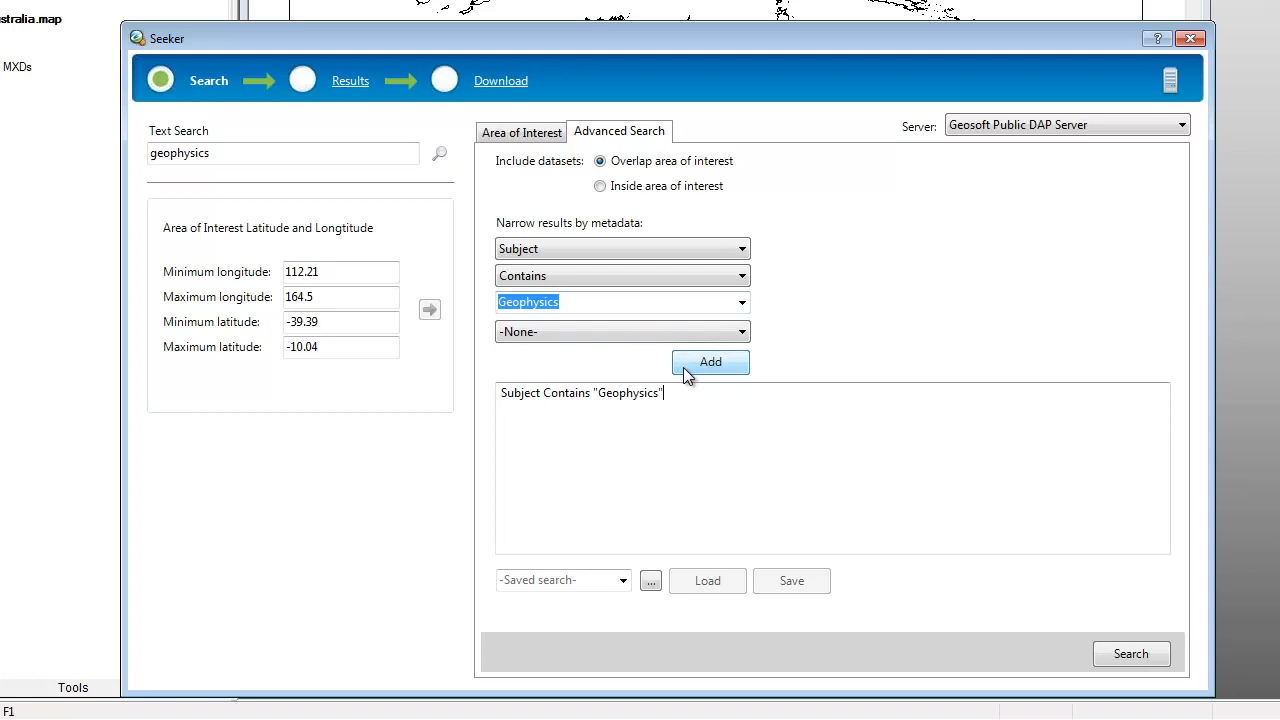 ustralia.map
MXDs
Seeker
?
Search
Results
Download
Text Search
geophysics
Area of Interest Latitude and Longtitude
Minimum longitude:
112.21
Maximum longitude:
164.5
Minimum latitude:
-39.39
Maximum latitude:
-10.04
Area of Interest
Advanced Search
Server:
Geosoft Public DAP Server
Include datasets:
Overlap area of interest
Inside area of interest
Narrow results by metadata:
Subject
Contains
Geophysics
-None-
Add
Subject Contains "Geophysics"
-Saved search-
...
Load
Save
Search
Tools
F1